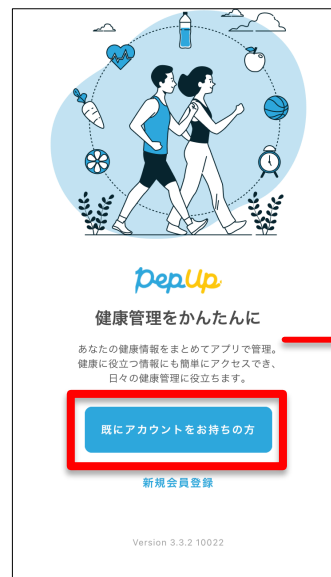 PepUp
健康管理をかんたんに
あなたの健康情報をまとめてアプリで管理。
健康に役立つ情報にも簡単にアクセスでき、
日々の健康管理に役立ちます。
既にアカウントをお持ちの方
新規会員登録
Version 3.3.2 10022